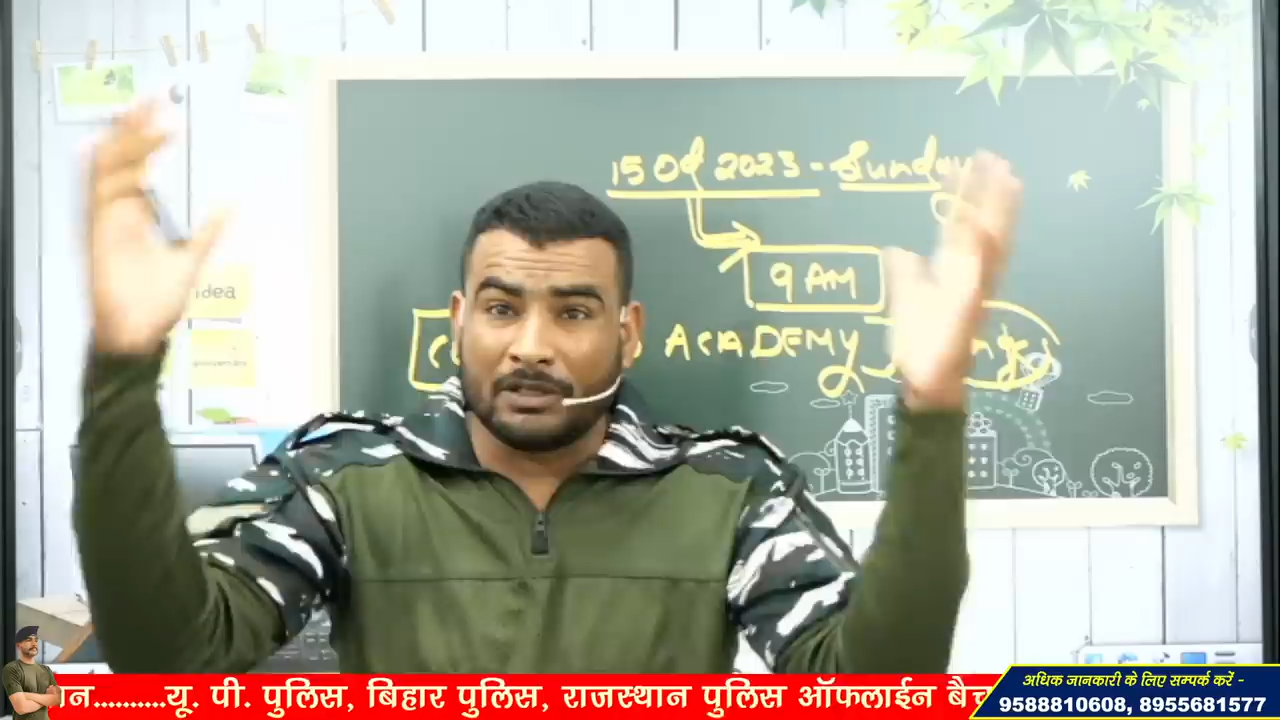 15 Oct 2023 - Sunday
9 AM
ACADEMY
idea
यू. पी. पुलिस, बिहार पुलिस, राजस्थान पुलिस ऑफलाईन बैच
अधिक जानकारी के लिए सम्पर्क करें -
9588810608, 8955681577